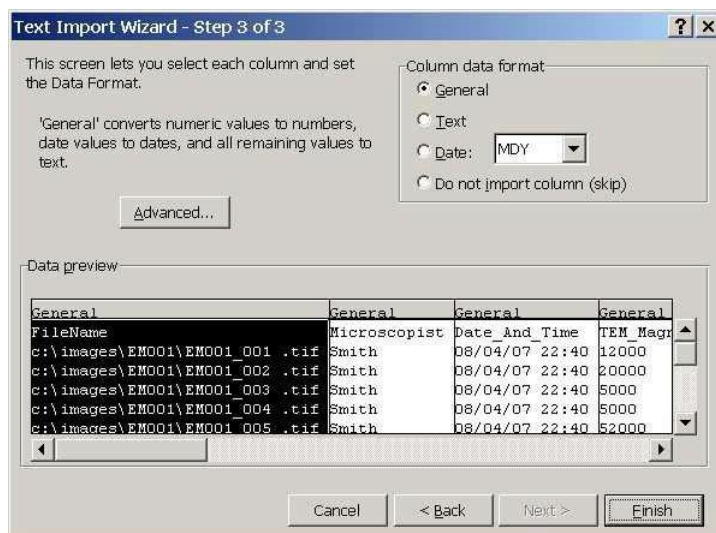 Text Import Wizard - Step 3 of 3
This screen lets you select each column and set
the Data Format.
'General' converts numeric values to numbers,
date values to dates, and all remaining values to
text.
Advanced...
Column data format
General
Text
Date: MDY
Do not import column (skip)
Data preview
General General General General
FileName Microscopist Date_And_Time TEM_Magr
c:\images\EM001\EM001_001 .tif Smith 08/04/07 22:40 12000
c:\images\EM001\EM001_002 .tif Smith 08/04/07 22:40 20000
c:\images\EM001\EM001_003 .tif Smith 08/04/07 22:40 5000
c:\images\EM001\EM001_004 .tif Smith 08/04/07 22:40 5000
c:\images\EM001\EM001_005 .tif Smith 08/04/07 22:40 52000
Cancel < Back Next > Finish